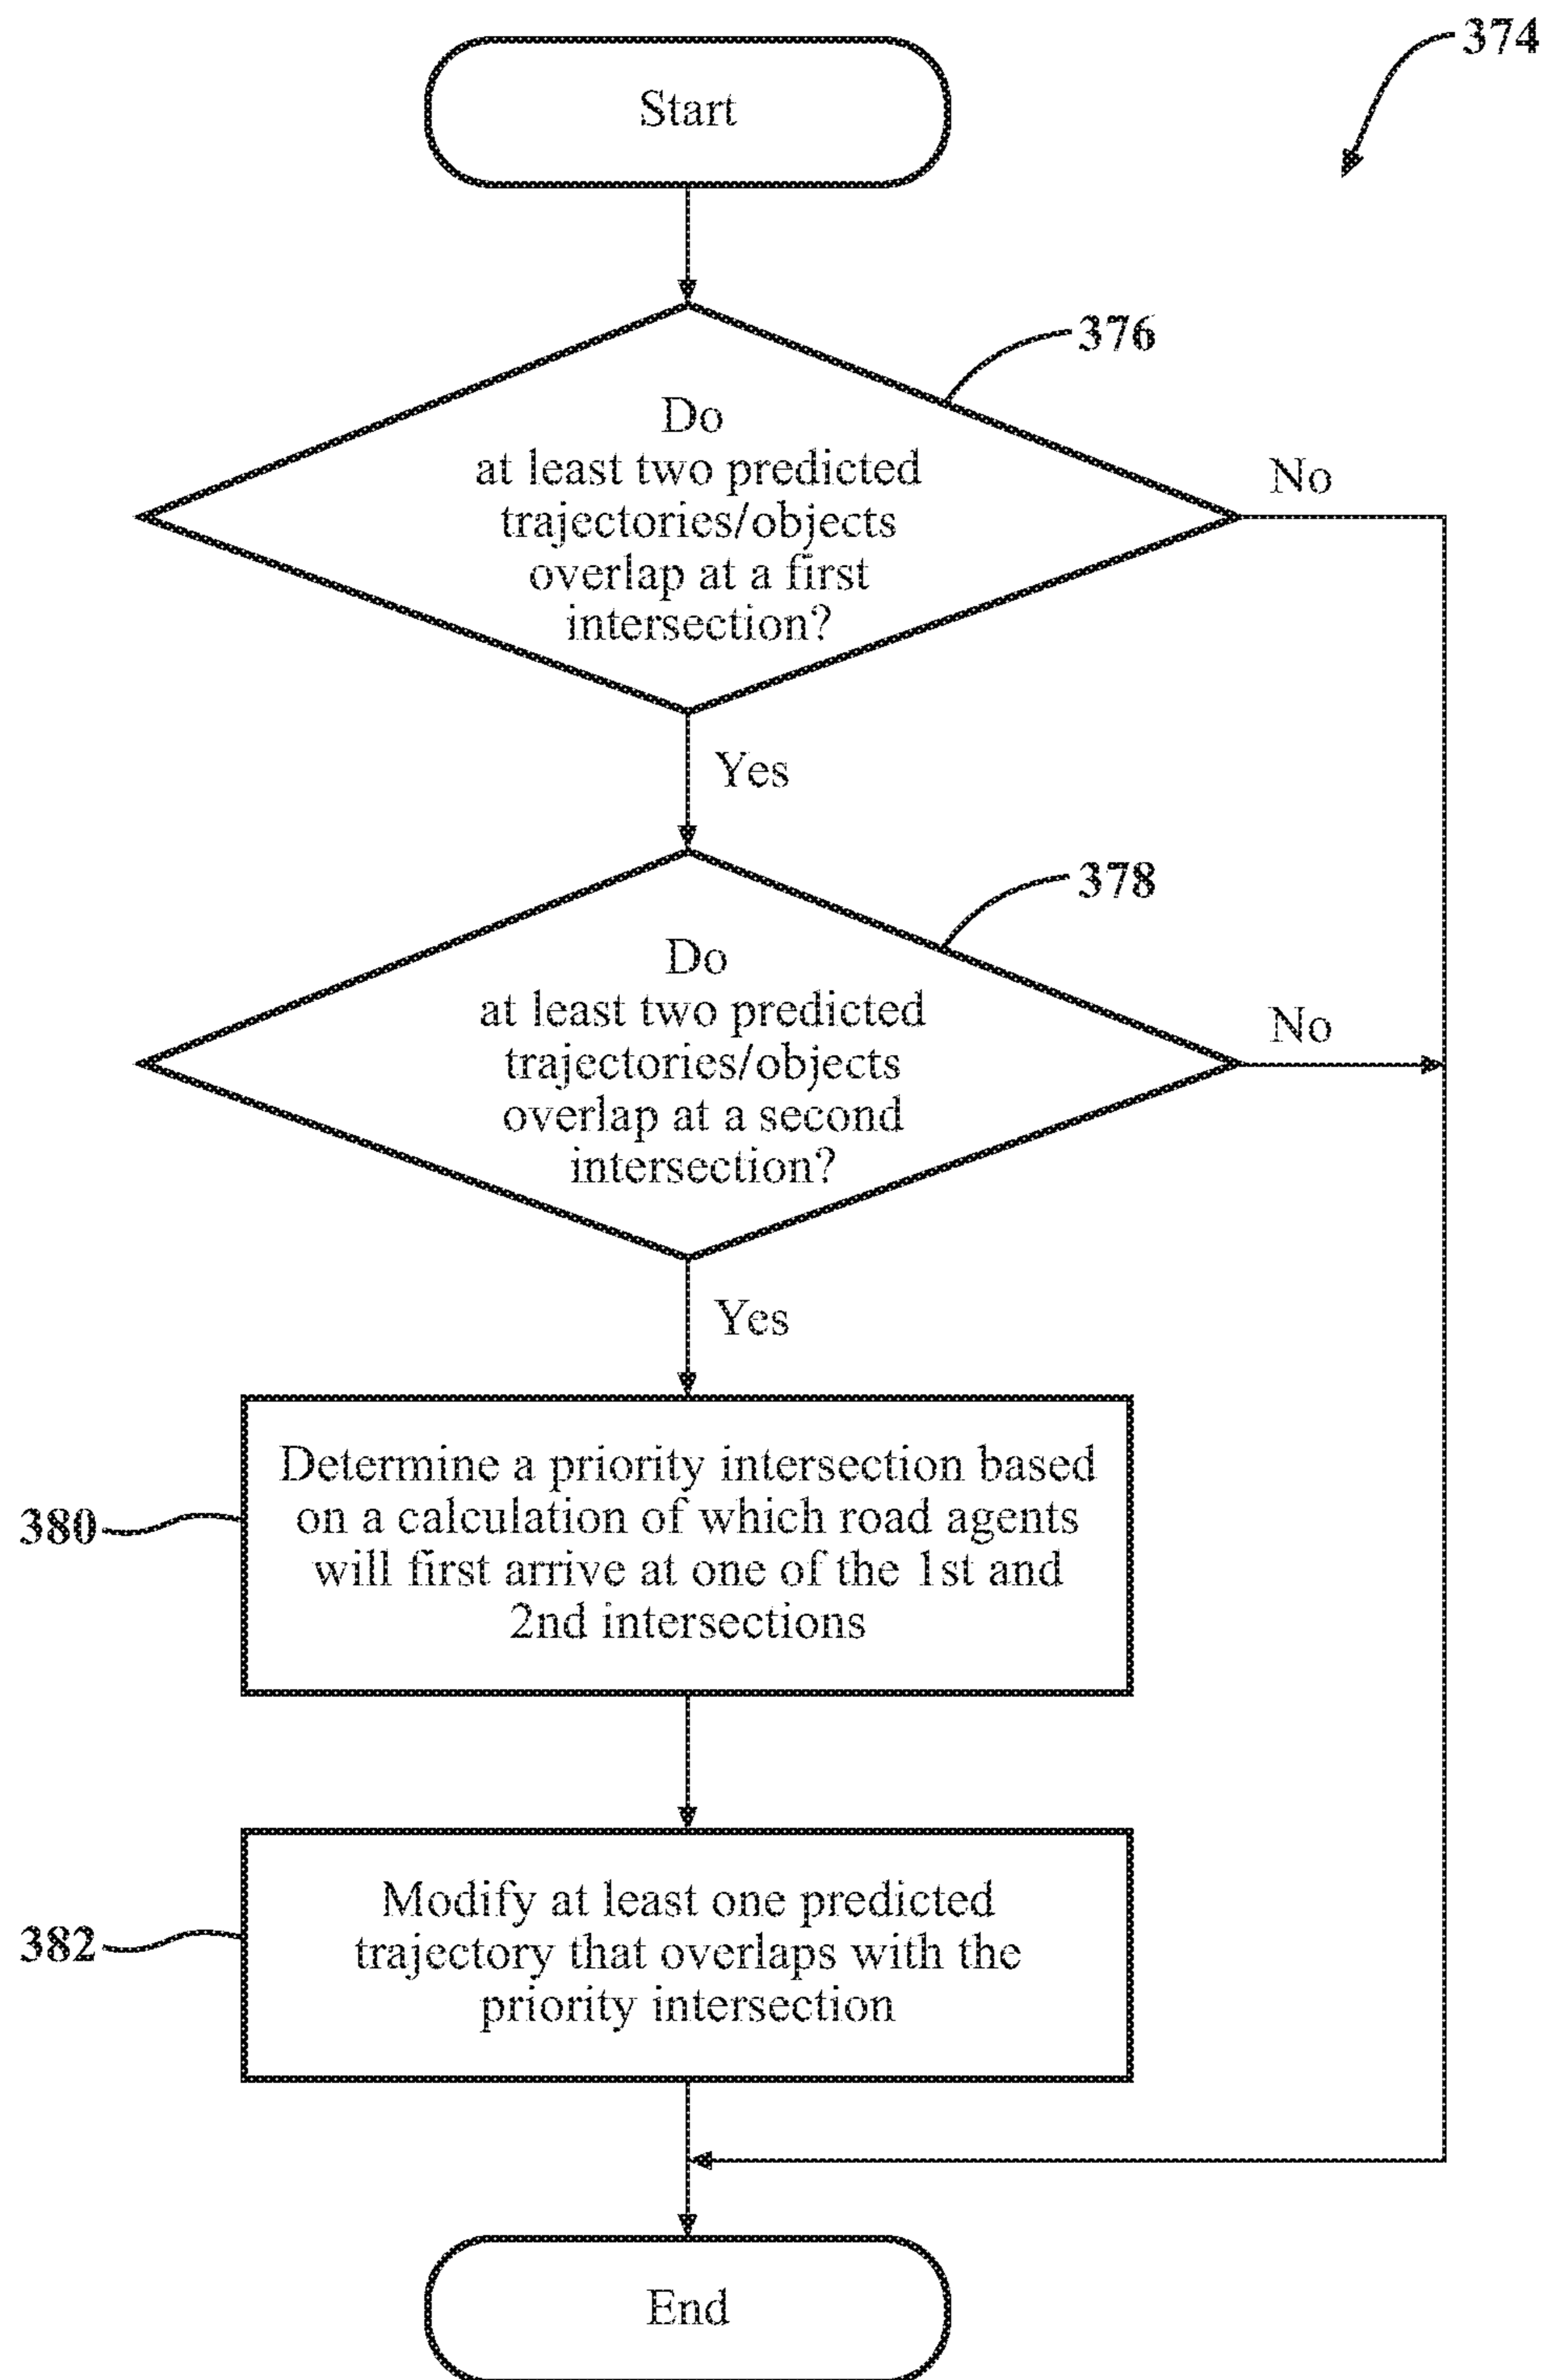 374
Start
376
Do
at least two predicted
trajectories/objects
overlap at a first
intersection?
No
Yes
378
Do
at least two predicted
trajectories/objects
overlap at a second
intersection?
No
Yes
380
Determine a priority intersection based
on a calculation of which road agents
will first arrive at one of the 1st and
2nd intersections
382
Modify at least one predicted
trajectory that overlaps with the
priority intersection
End